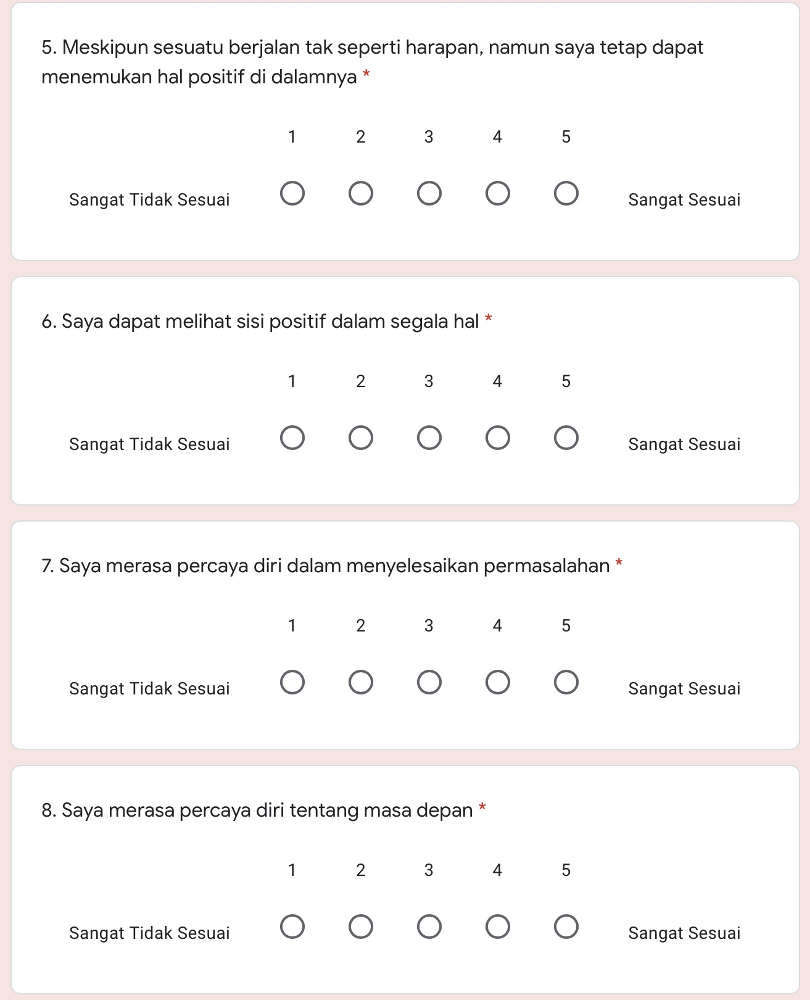 5. Meskipun sesuatu berjalan tak seperti harapan, namun saya tetap dapat
menemukan hal positif di dalamnya *
1 2 3 4 5
Sangat Tidak Sesuai Sangat Sesuai
6. Saya dapat melihat sisi positif dalam segala hal *
1 2 3 4 5
Sangat Tidak Sesuai Sangat Sesuai
7. Saya merasa percaya diri dalam menyelesaikan permasalahan *
1 2 3 4 5
Sangat Tidak Sesuai Sangat Sesuai
8. Saya merasa percaya diri tentang masa depan *
1 2 3 4 5
Sangat Tidak Sesuai Sangat Sesuai